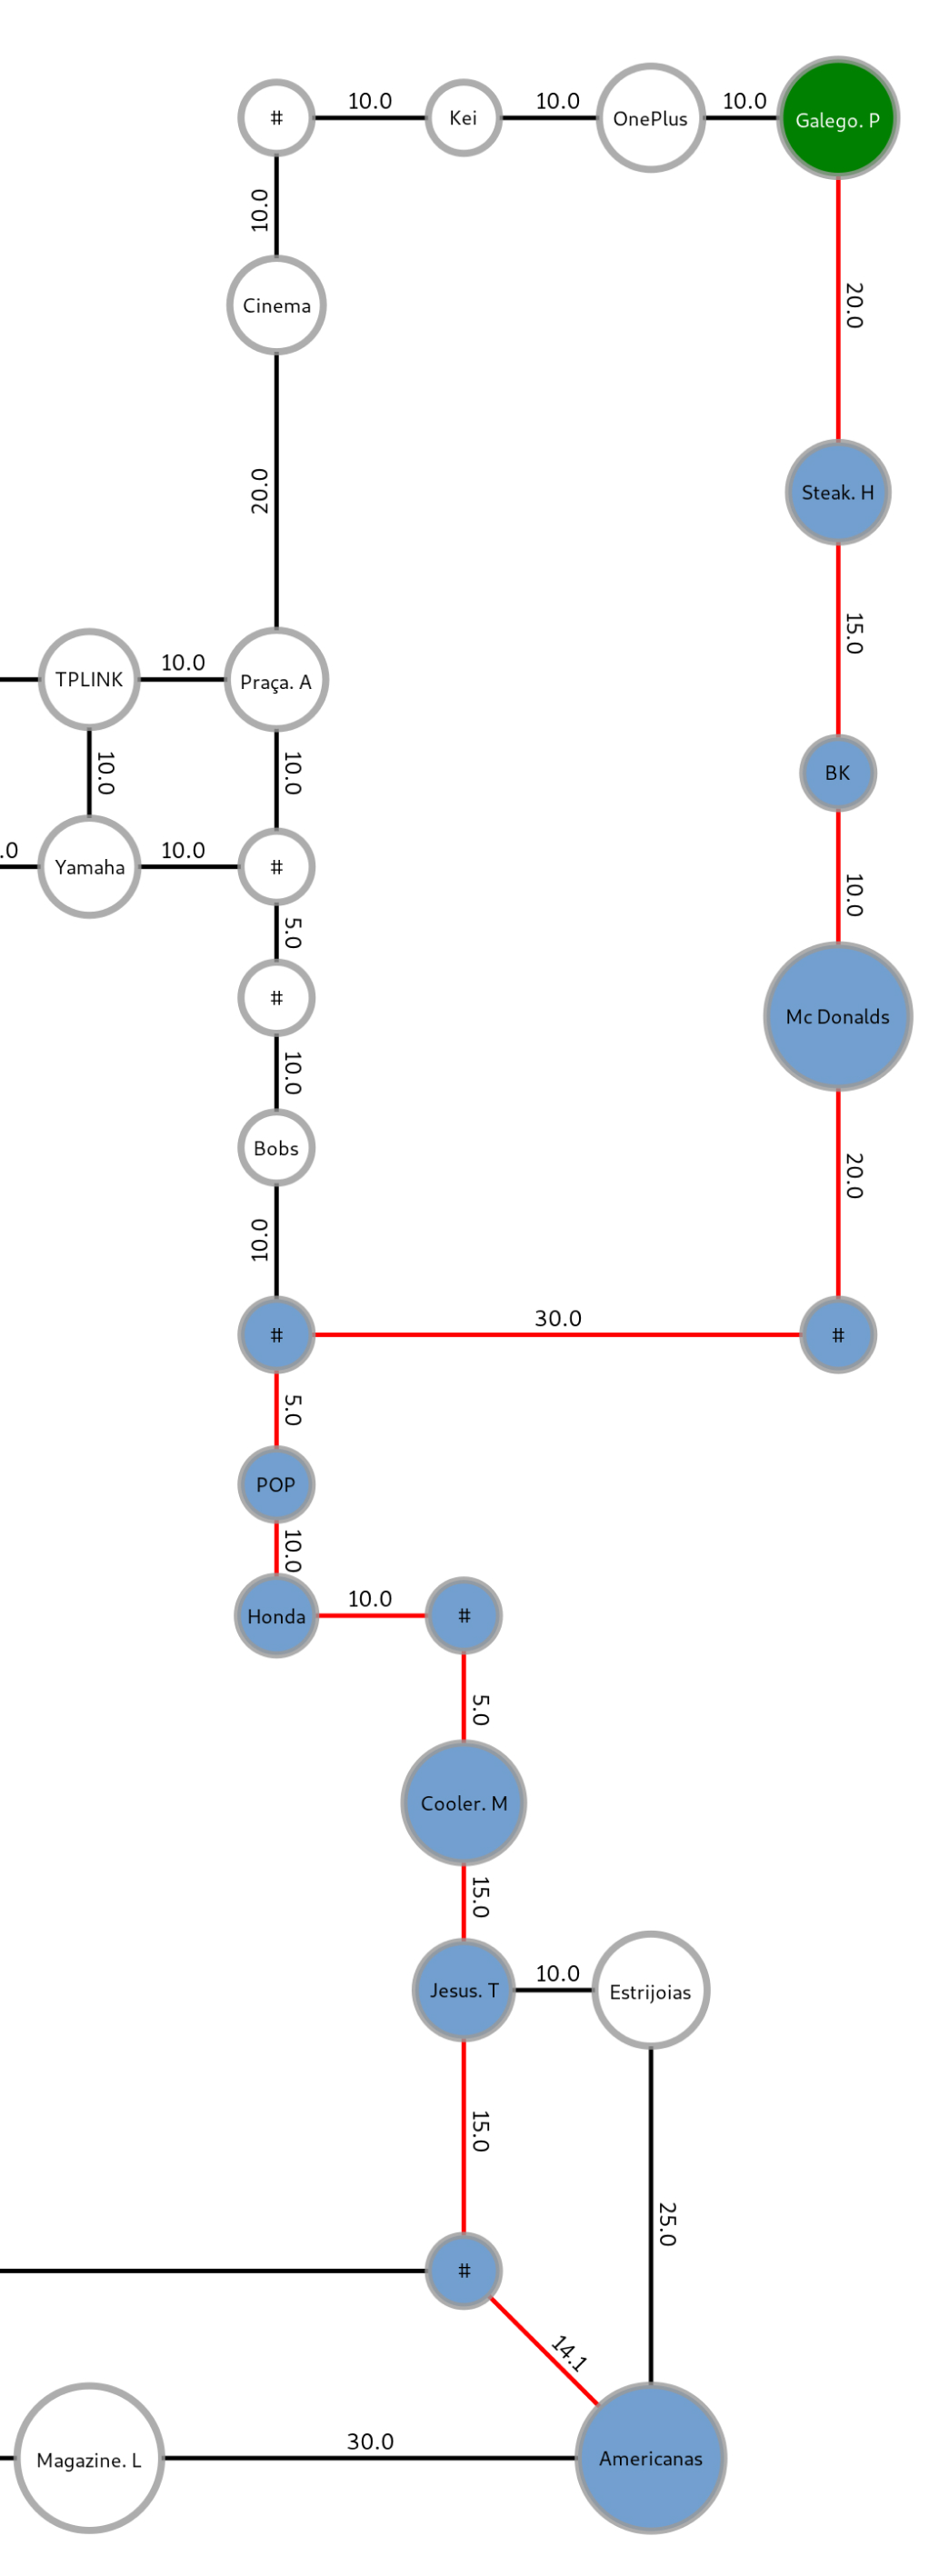 10.0
10.0
10.0
#
Kei
OnePlus
Galego. P
10.0
Cinema
20.0
20.0
Steak. H
15.0
10.0
TPLINK
Praça. A
10.0
10.0
BK
.0
10.0
Yamaha
#
10.0
5.0
#
Mc Donalds
10.0
Bobs
20.0
10.0
30.0
#
#
5.0
POP
10.0
10.0
Honda
#
5.0
Cooler. M
15.0
10.0
Jesus. T
Estrijoias
15.0
25.0
#
14.1
30.0
Magazine. L
Americanas